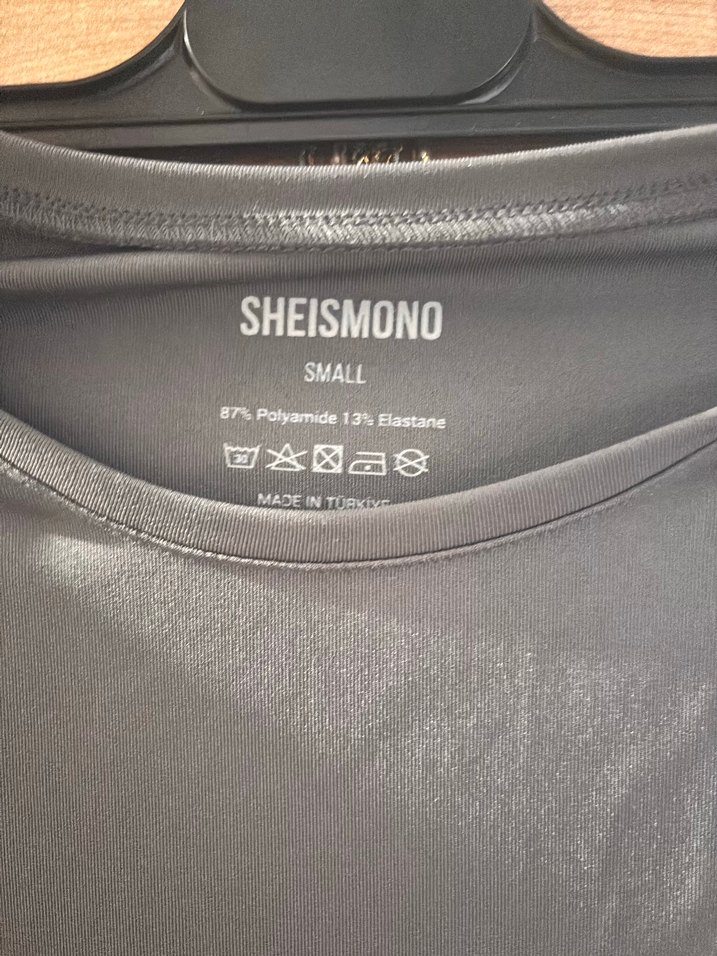 SHEISMONO
SMALL
87% Polyamide 13% Elastane
30
MADE IN TÜRKİYE